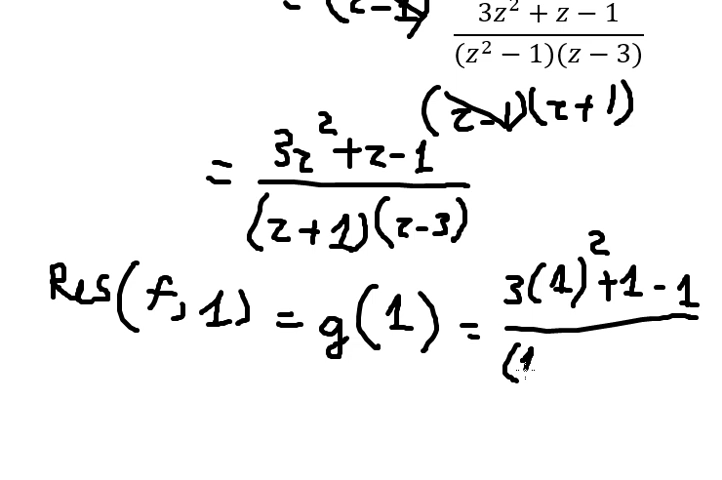 = (z-1) 3z² + z − 1 / (z² − 1)(z − 3)
(z-1)(z+1)
= 3z²+z-1 / (z+1)(z-3)
Res(f,1) = g(1) = 3(1)²+1-1 / (1